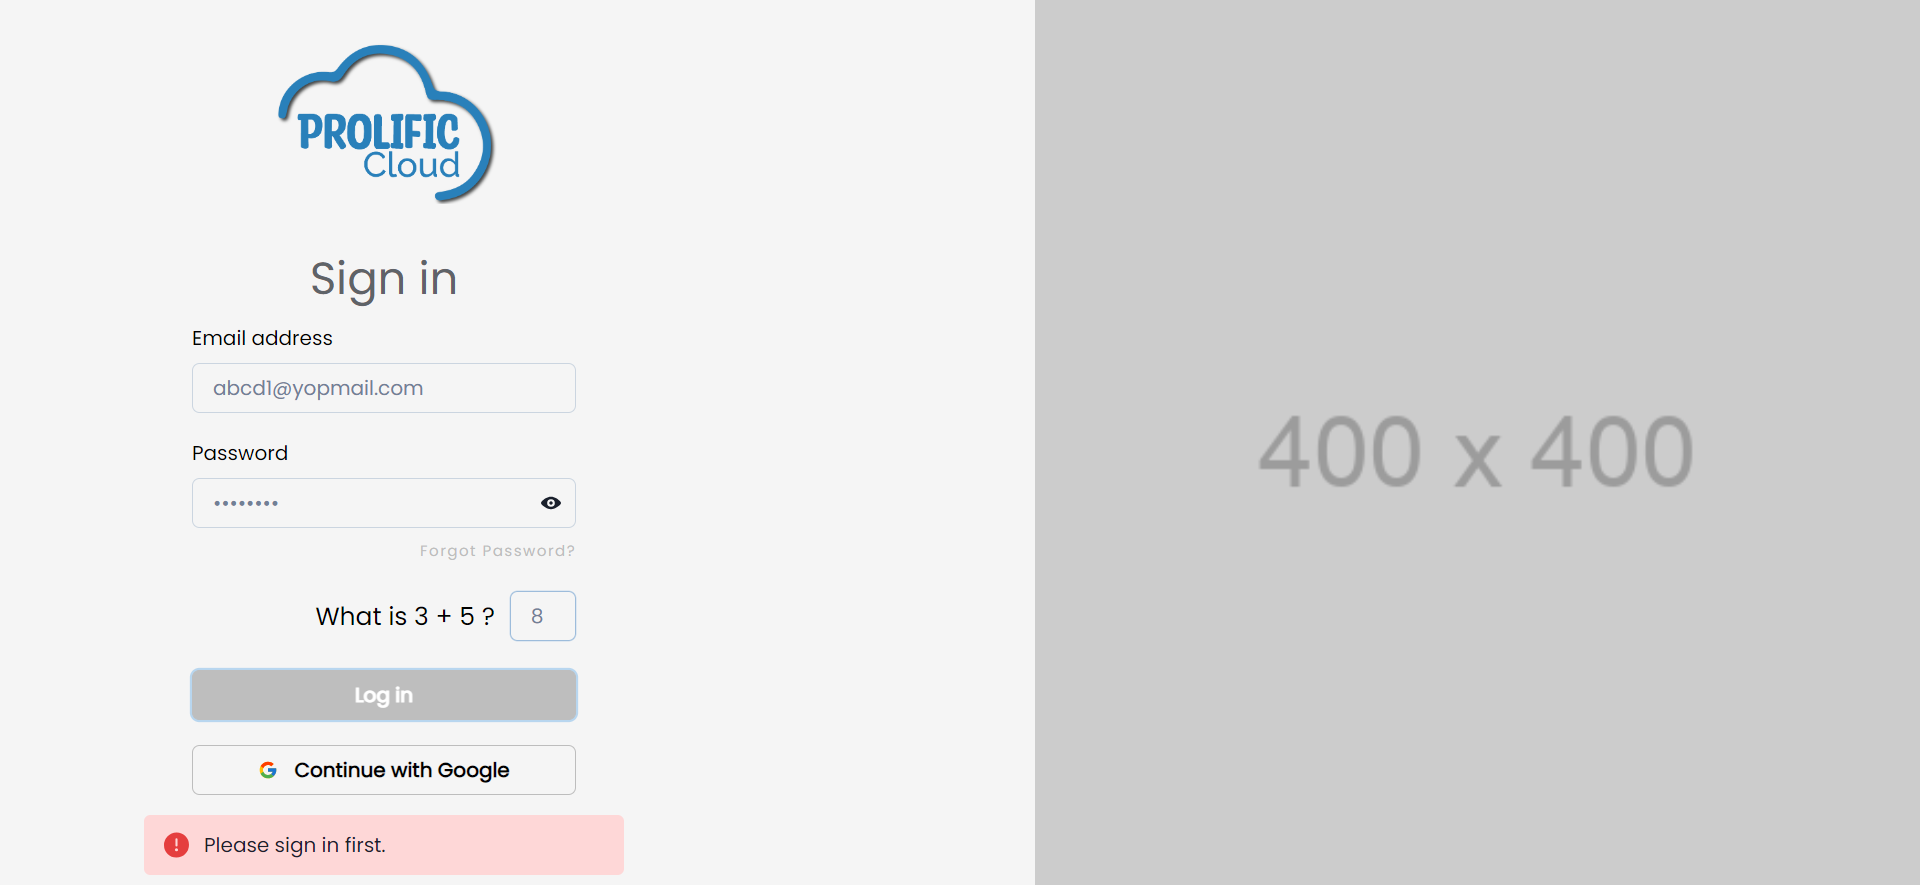 PROLIFIC
Cloud
Sign in
Email address
abcd1@yopmail.com
Password
••••••••
Forgot Password?
What is 3 + 5 ? 8
Log in
Continue with Google
Please sign in first.
400 x 400